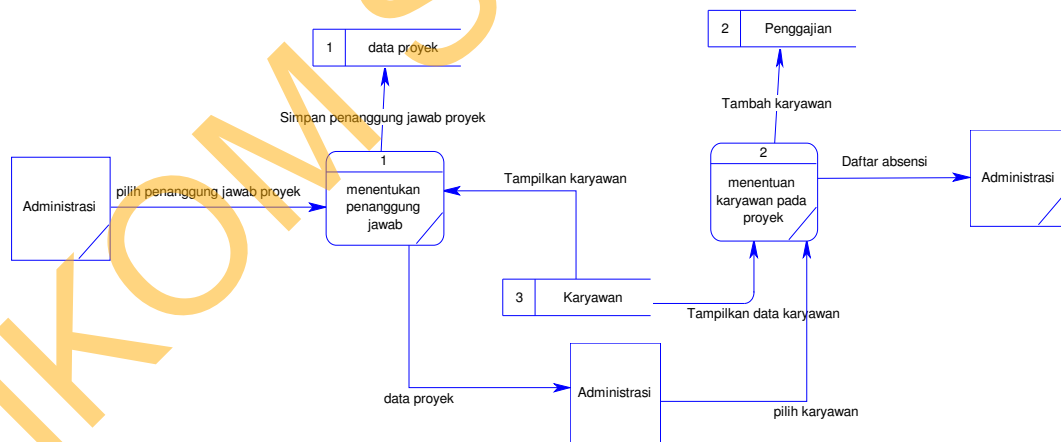 2 Penggajian
1 data proyek
Tambah karyawan
Simpan penanggung jawab proyek
1
menentukan
penanggung
jawab
2
menentuan
karyawan pada
proyek
Daftar absensi
Administrasi
Administrasi
pilih penanggung jawab proyek
Tampilkan karyawan
3 Karyawan
Tampilkan data karyawan
Administrasi
data proyek
pilih karyawan
IKOM S